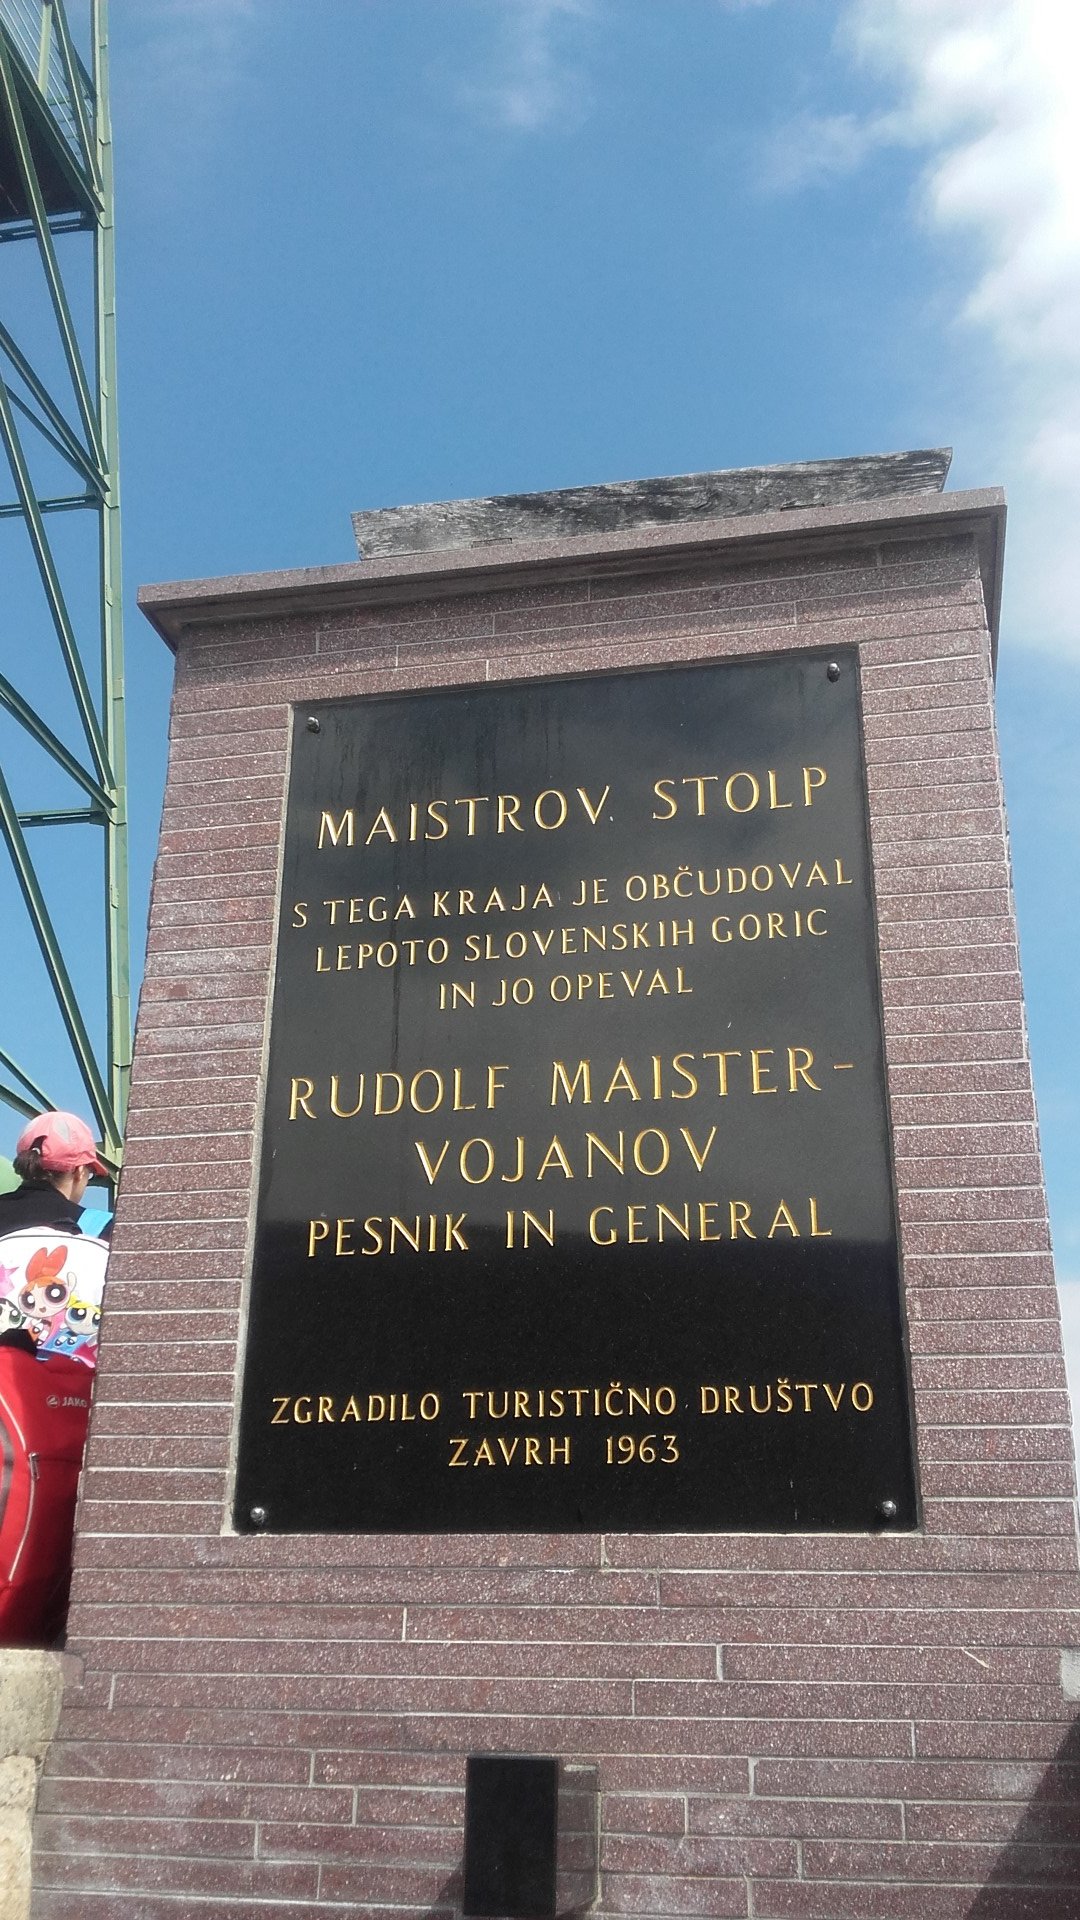 MAISTROV STOLP
S TEGA KRAJA JE OBČUDOVAL
LEPOTO SLOVENSKIH GORIC
IN JO OPEVAL
RUDOLF MAISTER-
VOJANOV
PESNIK IN GENERAL
ZGRADILO TURISTIČNO DRUŠTVO
ZAVRH 1963
JAKO